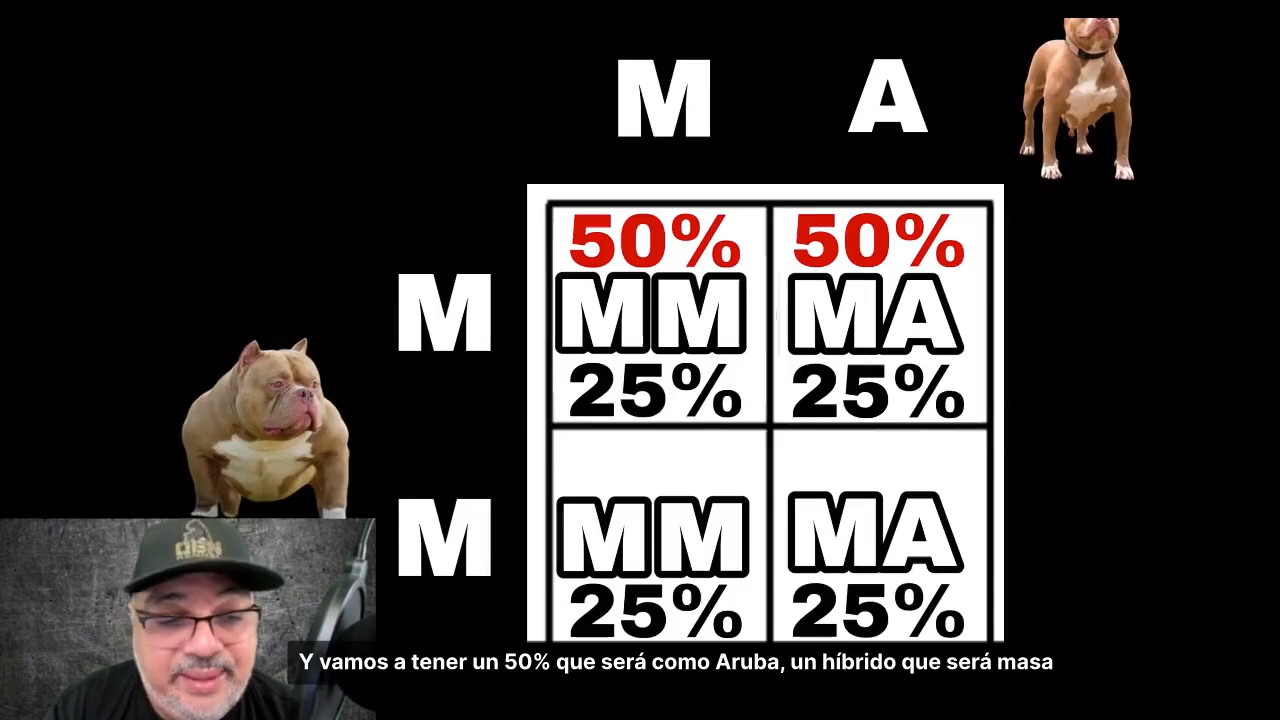 M A
50% 50%
M MM MA
25% 25%
M MM MA
25% 25%
Y vamos a tener un 50% que será como Aruba, un híbrido que será masa